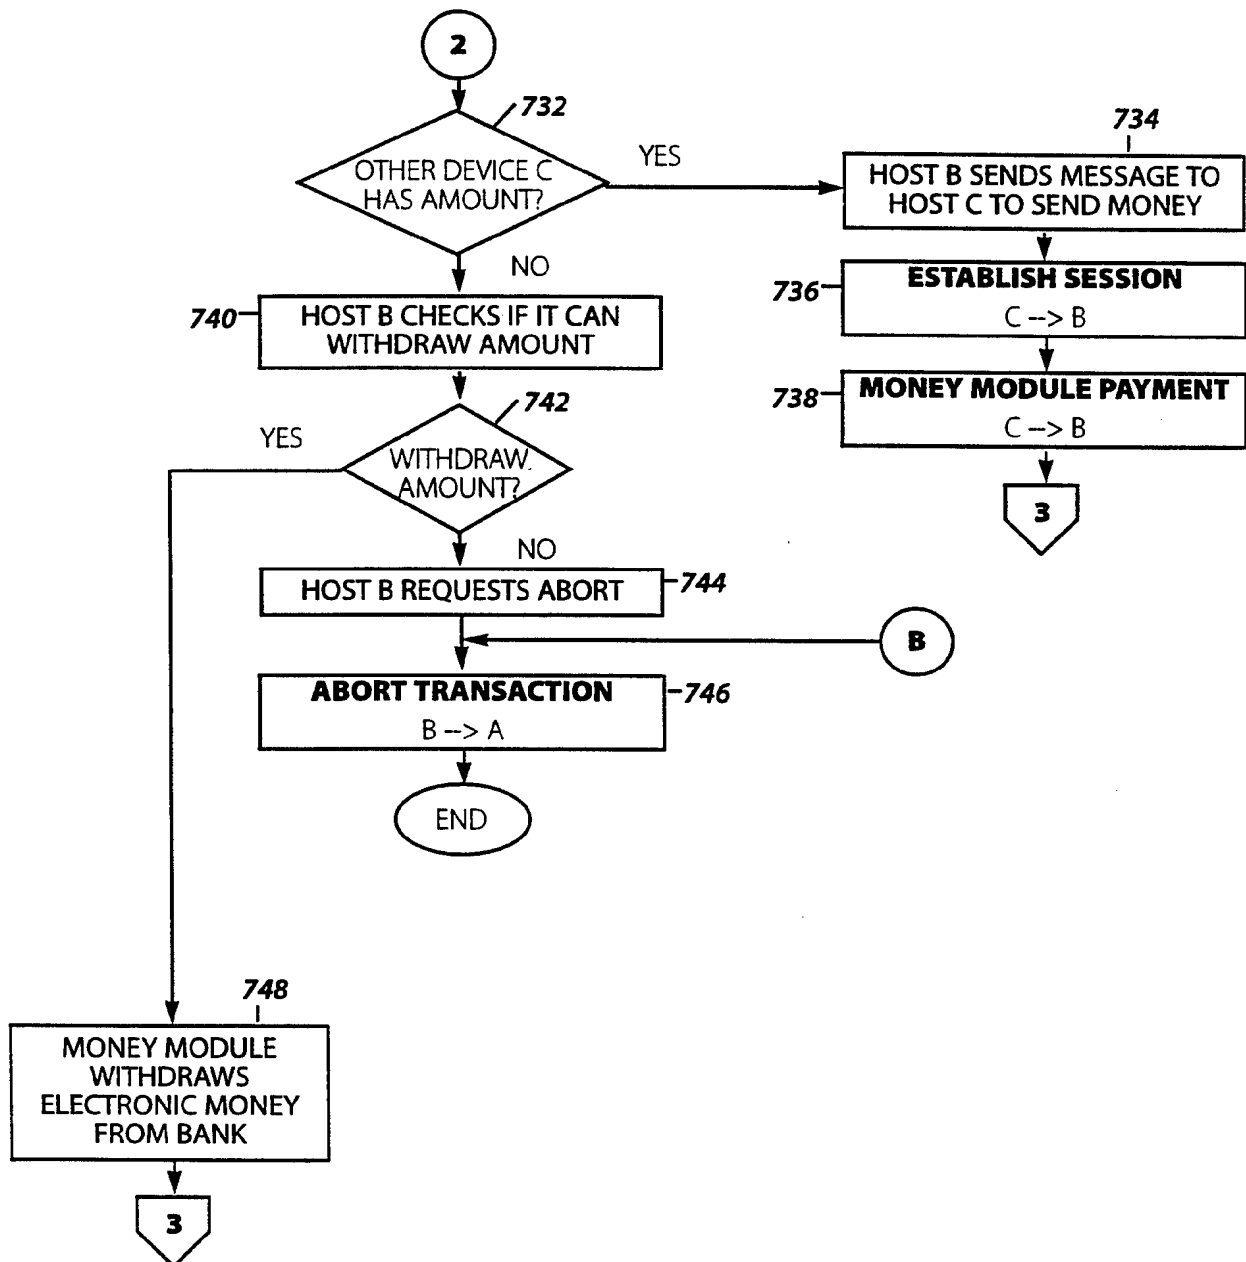 2
732
OTHER DEVICE C
HAS AMOUNT?
YES
734
HOST B SENDS MESSAGE TO
HOST C TO SEND MONEY
NO
736
ESTABLISH SESSION
C --> B
740
HOST B CHECKS IF IT CAN
WITHDRAW AMOUNT
738
MONEY MODULE PAYMENT
C --> B
742
YES
WITHDRAW
AMOUNT?
3
NO
HOST B REQUESTS ABORT
744
B
ABORT TRANSACTION
B --> A
746
END
748
MONEY MODULE
WITHDRAWS
ELECTRONIC MONEY
FROM BANK
3